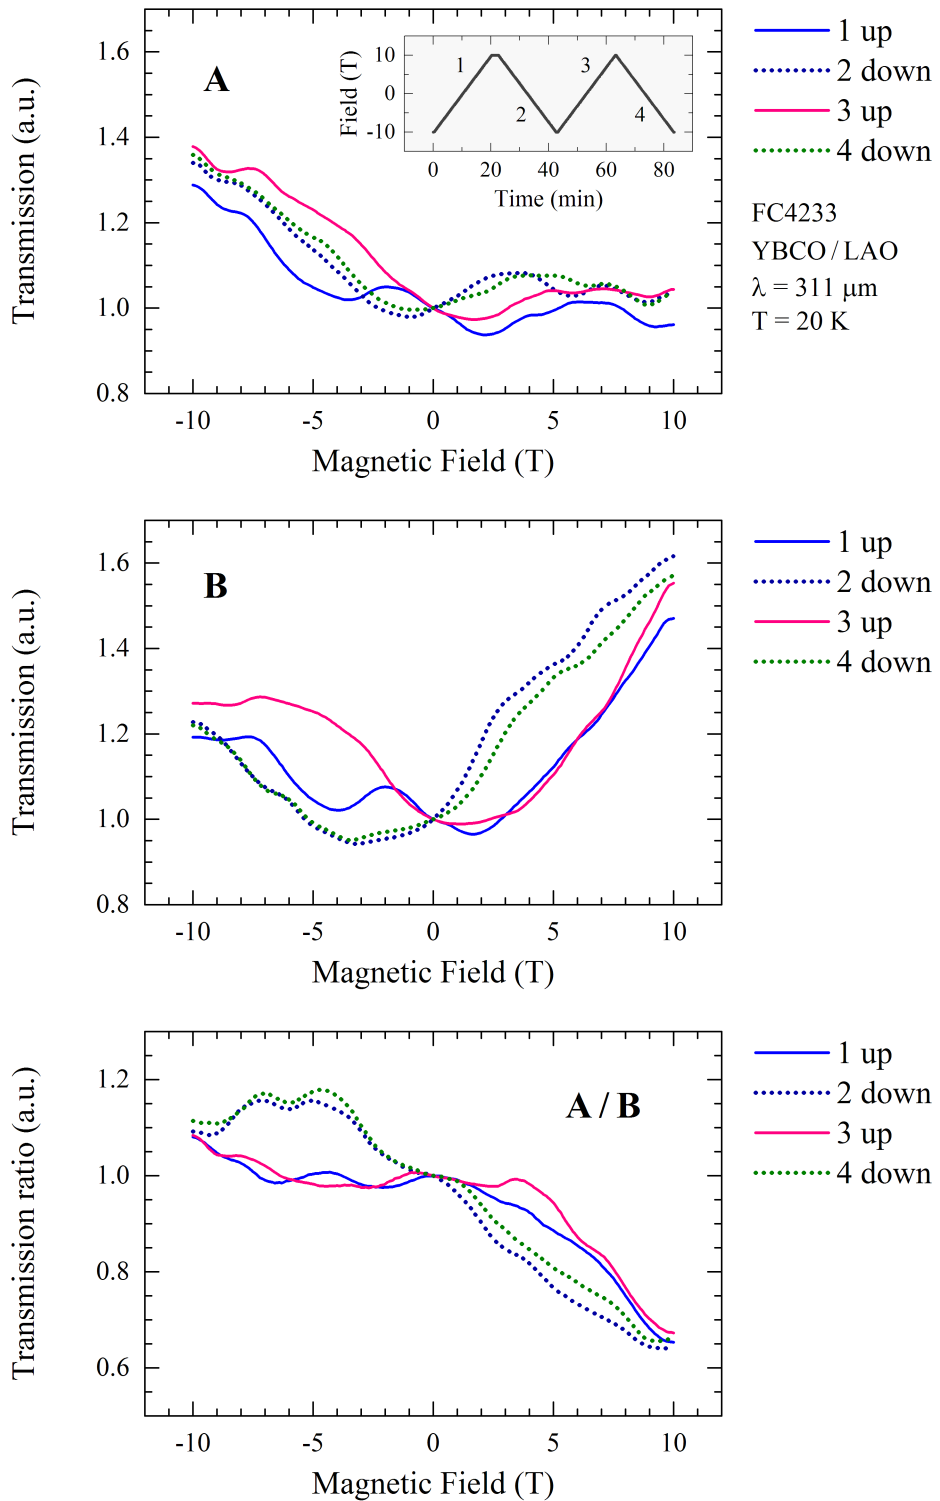 A
Transmission (a.u.)
1.6
1.4
1.2
1.0
0.8
-10
-5
0
5
10
Magnetic Field (T)
Field (T)
10
0
-10
1
2
3
4
0
20
40
60
80
Time (min)
1 up
2 down
3 up
4 down
FC4233
YBCO / LAO
λ = 311 μm
T = 20 K
B
Transmission (a.u.)
1.6
1.4
1.2
1.0
0.8
-10
-5
0
5
10
Magnetic Field (T)
1 up
2 down
3 up
4 down
A / B
Transmission ratio (a.u.)
1.2
1.0
0.8
0.6
-10
-5
0
5
10
Magnetic Field (T)
1 up
2 down
3 up
4 down